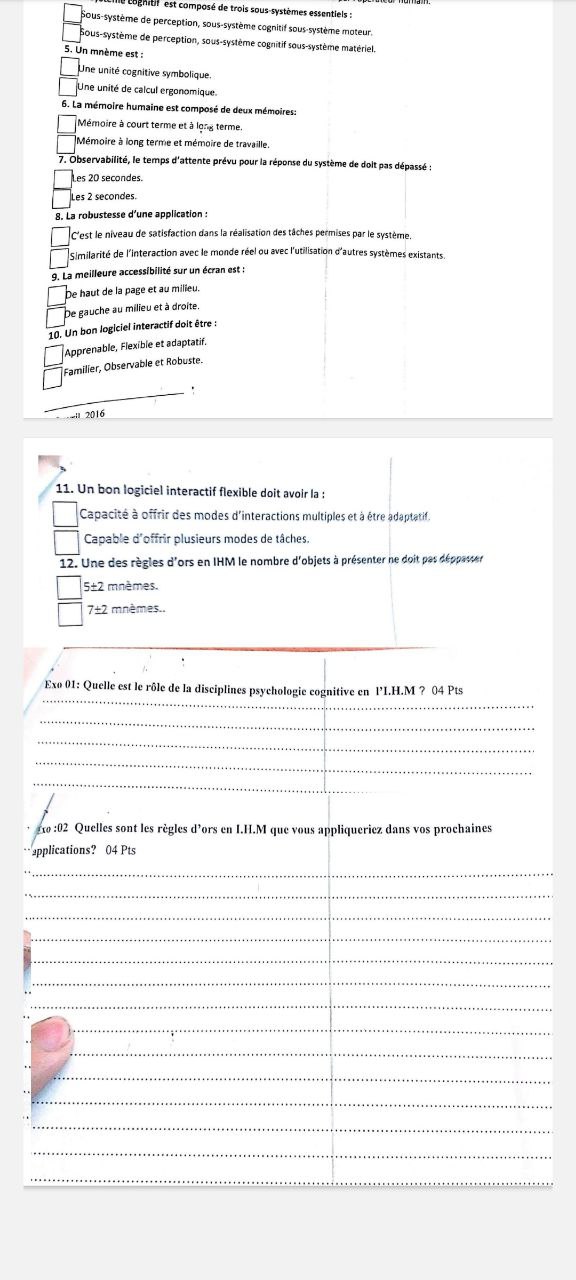 cognitif est composé de trois sous-systèmes essentiels :
Sous-système de perception, sous-système cognitif sous-système moteur.
Sous-système de perception, sous-système cognitif sous-système matériel.
5. Un mnème est :
Une unité cognitive symbolique.
Une unité de calcul ergonomique.
6. La mémoire humaine est composé de deux mémoires:
Mémoire à court terme et à long terme.
Mémoire à long terme et mémoire de travaille.
7. Observabilité, le temps d'attente prévu pour la réponse du système de doit pas dépassé :
Les 20 secondes.
Les 2 secondes.
8. La robustesse d'une application :
C'est le niveau de satisfaction dans la réalisation des tâches permises par le système.
Similarité de l'interaction avec le monde réel ou avec l'utilisation d'autres systèmes existants.
9. La meilleure accessibilité sur un écran est :
De haut de la page et au milieu.
De gauche au milieu et à droite.
10. Un bon logiciel interactif doit être :
Apprenable, Flexible et adaptatif.
Familier, Observable et Robuste.
2016
11. Un bon logiciel interactif flexible doit avoir la :
Capacité à offrir des modes d'interactions multiples et à être adaptatif.
Capable d'offrir plusieurs modes de tâches.
12. Une des règles d'ors en IHM le nombre d'objets à présenter ne doit pas déppasser
5±2 mnèmes.
7±2 mnèmes..
Exo 01: Quelle est le rôle de la disciplines psychologie cognitive en l'I.H.M ? 04 Pts
Exo :02 Quelles sont les règles d'ors en I.H.M que vous appliqueriez dans vos prochaines
applications? 04 Pts